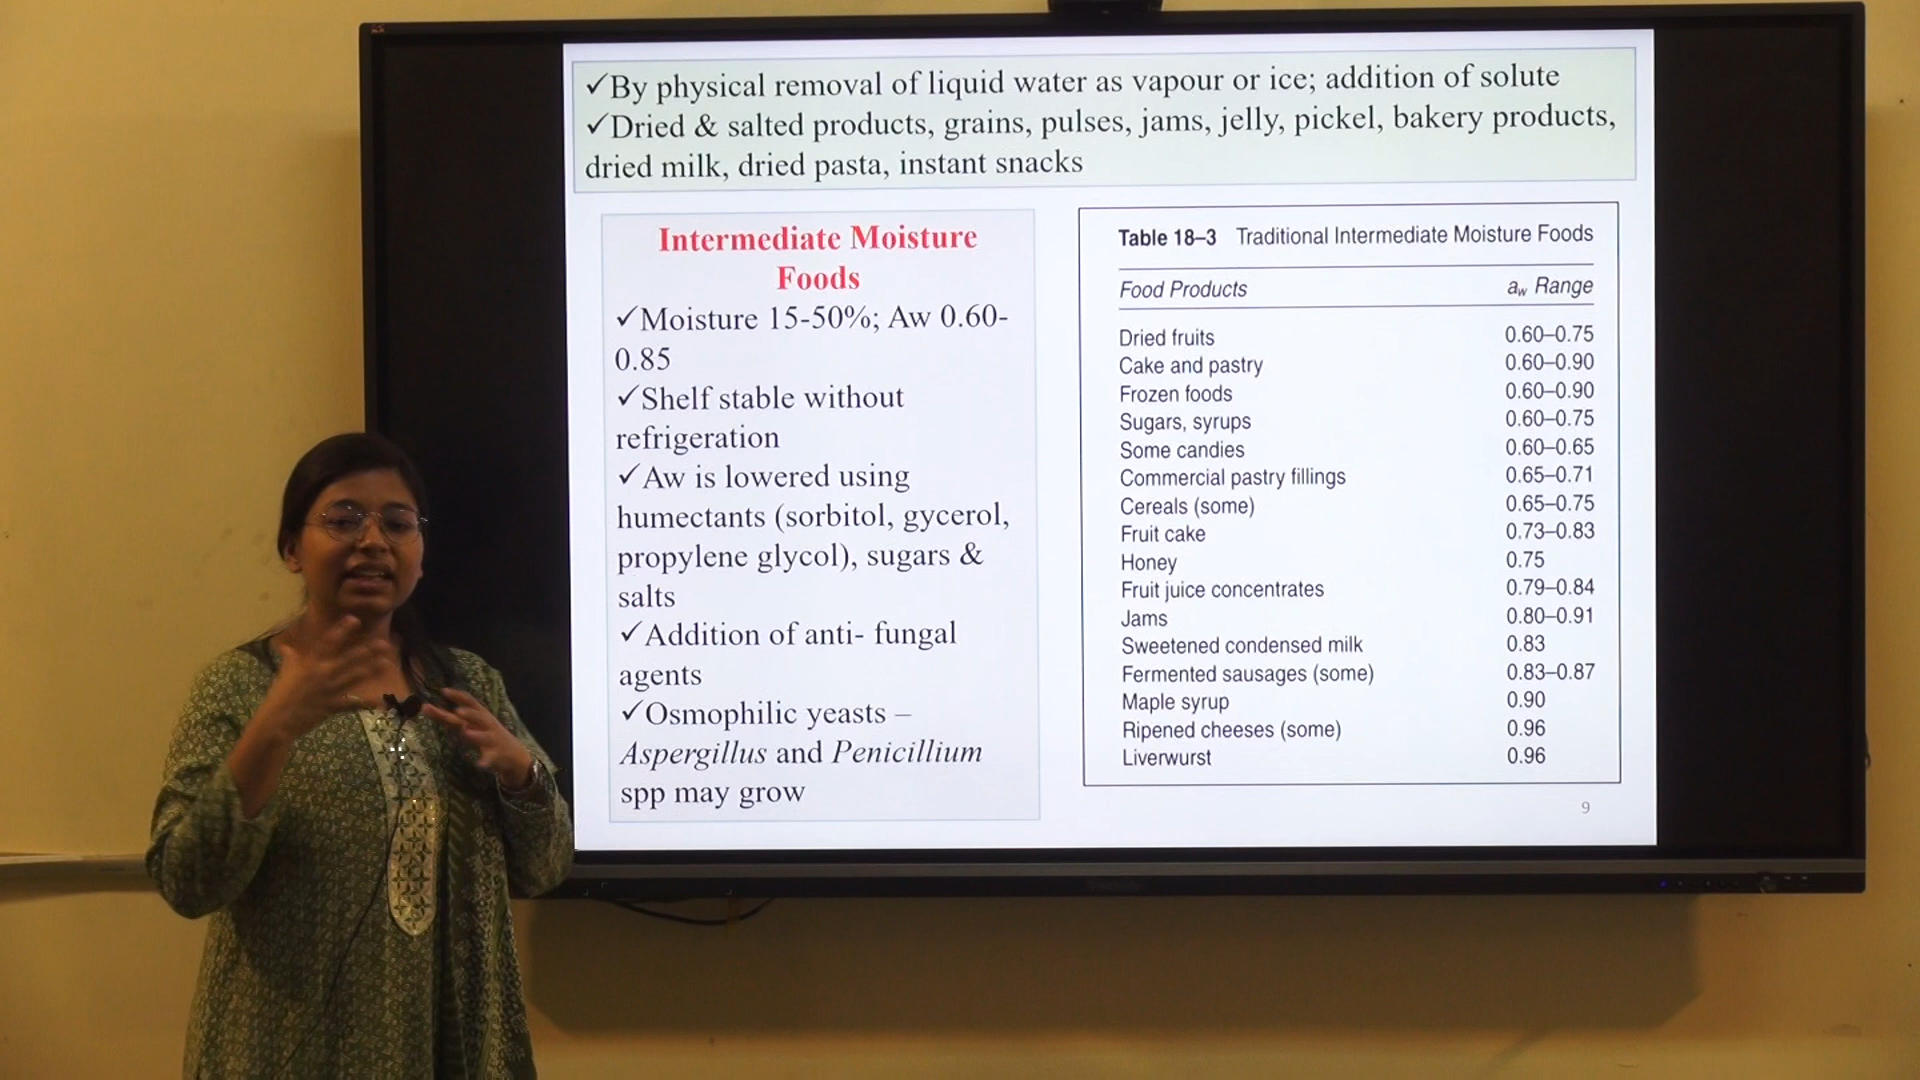 ✓By physical removal of liquid water as vapour or ice; addition of solute
✓Dried & salted products, grains, pulses, jams, jelly, pickel, bakery products,
dried milk, dried pasta, instant snacks
Intermediate Moisture
Foods
✓Moisture 15-50%; Aw 0.60-
0.85
✓Shelf stable without
refrigeration
✓Aw is lowered using
humectants (sorbitol, gycerol,
propylene glycol), sugars &
salts
✓Addition of anti- fungal
agents
✓Osmophilic yeasts –
Aspergillus and Penicillium
spp may grow
Table 18–3 Traditional Intermediate Moisture Foods
Food Products aw Range
Dried fruits 0.60–0.75
Cake and pastry 0.60–0.90
Frozen foods 0.60–0.90
Sugars, syrups 0.60–0.75
Some candies 0.60–0.65
Commercial pastry fillings 0.65–0.71
Cereals (some) 0.65–0.75
Fruit cake 0.73–0.83
Honey 0.75
Fruit juice concentrates 0.79–0.84
Jams 0.80–0.91
Sweetened condensed milk 0.83
Fermented sausages (some) 0.83–0.87
Maple syrup 0.90
Ripened cheeses (some) 0.96
Liverwurst 0.96
9